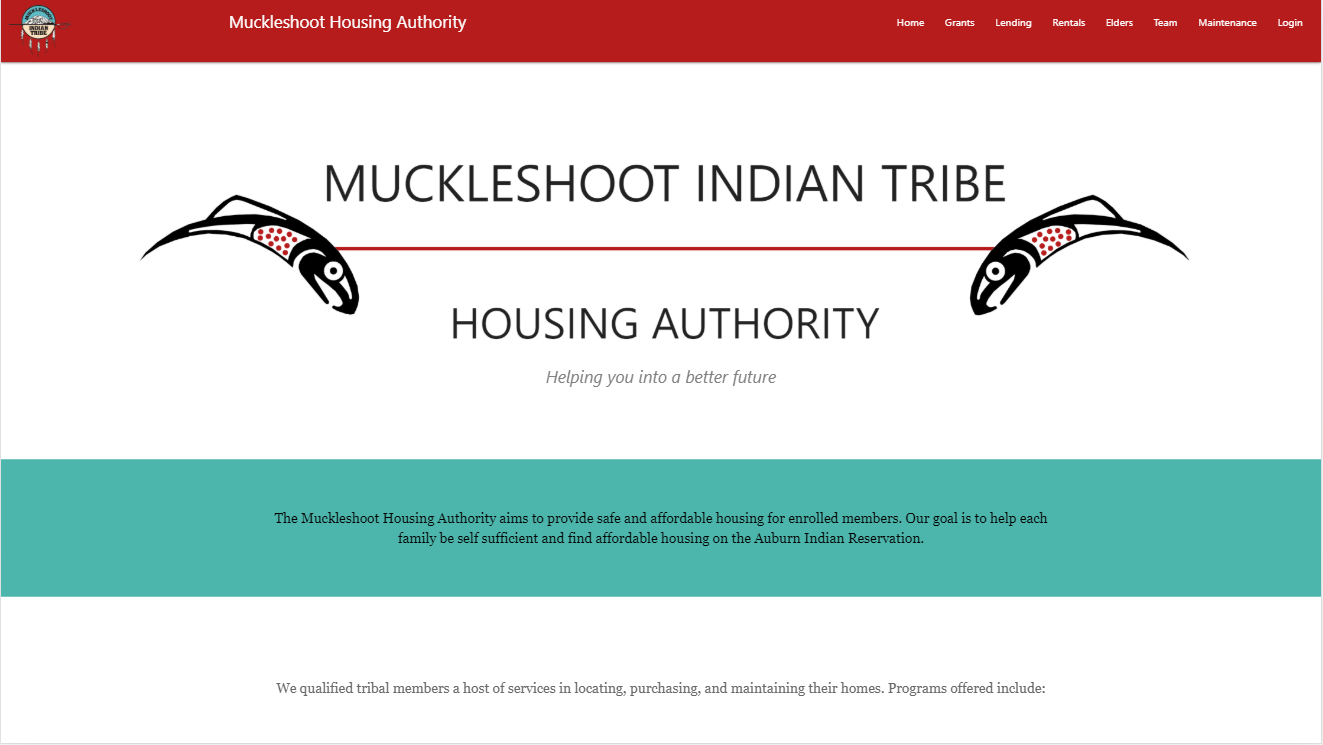 MUCKLESHOOT
INDIAN
TRIBE
Muckleshoot Housing Authority
Home Grants Lending Rentals Elders Team Maintenance Login
MUCKLESHOOT INDIAN TRIBE
HOUSING AUTHORITY
Helping you into a better future
The Muckleshoot Housing Authority aims to provide safe and affordable housing for enrolled members. Our goal is to help each
family be self sufficient and find affordable housing on the Auburn Indian Reservation.
We qualified tribal members a host of services in locating, purchasing, and maintaining their homes. Programs offered include: